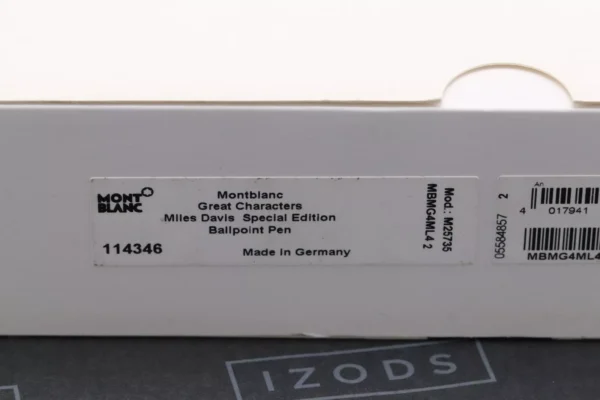 MONT
BLANC
Montblanc
Great Characters
Miles Davis Special Edition
Ballpoint Pen
114346
Made in Germany
Mod.: M25735
MBMG4ML4 2
05584857 2
4 017941
MBMG4ML4
IZODS